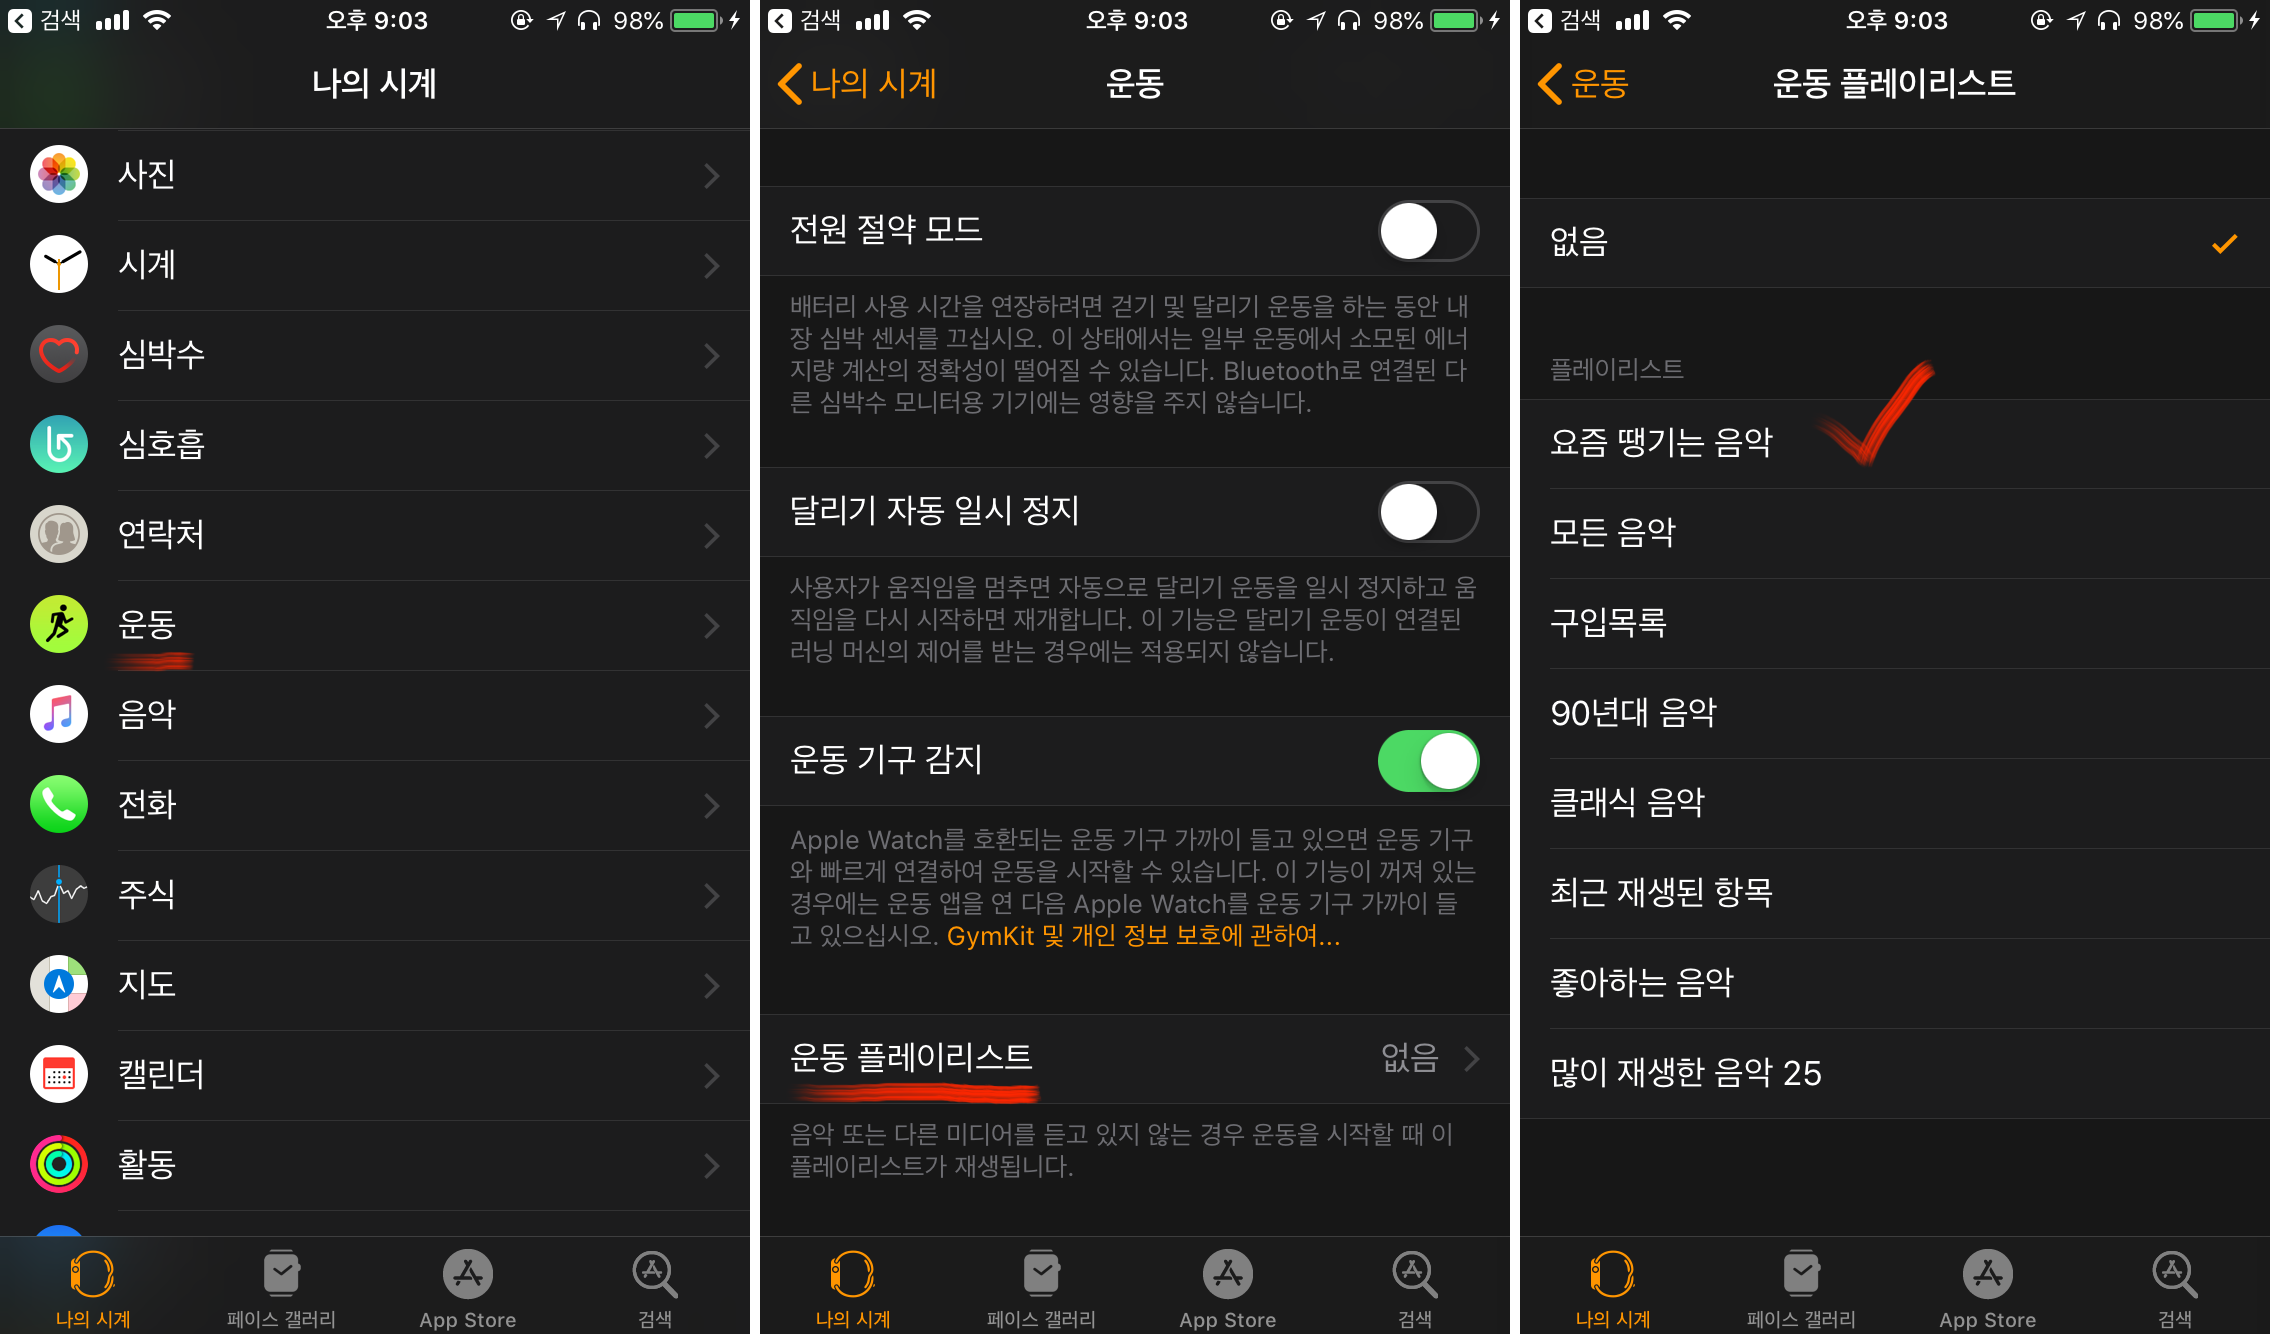 검색
오후 9:03
98%
나의 시계
사진
시계
심박수
심호흡
연락처
운동
음악
전화
주식
지도
캘린더
활동
나의 시계
페이스 갤러리
App Store
검색
검색
오후 9:03
98%
나의 시계
운동
전원 절약 모드
배터리 사용 시간을 연장하려면 걷기 및 달리기 운동을 하는 동안 내
장 심박 센서를 끄십시오. 이 상태에서는 일부 운동에서 소모된 에너
지량 계산의 정확성이 떨어질 수 있습니다. Bluetooth로 연결된 다
른 심박수 모니터용 기기에는 영향을 주지 않습니다.
달리기 자동 일시 정지
사용자가 움직임을 멈추면 자동으로 달리기 운동을 일시 정지하고 움
직임을 다시 시작하면 재개합니다. 이 기능은 달리기 운동이 연결된
러닝 머신의 제어를 받는 경우에는 적용되지 않습니다.
운동 기구 감지
Apple Watch를 호환되는 운동 기구 가까이 들고 있으면 운동 기구
와 빠르게 연결하여 운동을 시작할 수 있습니다. 이 기능이 꺼져 있는
경우에는 운동 앱을 연 다음 Apple Watch를 운동 기구 가까이 들
고 있으십시오. GymKit 및 개인 정보 보호에 관하여...
운동 플레이리스트
없음
음악 또는 다른 미디어를 듣고 있지 않는 경우 운동을 시작할 때 이
플레이리스트가 재생됩니다.
나의 시계
페이스 갤러리
App Store
검색
검색
오후 9:03
98%
운동
운동 플레이리스트
없음
플레이리스트
요즘 땡기는 음악
모든 음악
구입목록
90년대 음악
클래식 음악
최근 재생된 항목
좋아하는 음악
많이 재생한 음악 25
나의 시계
페이스 갤러리
App Store
검색